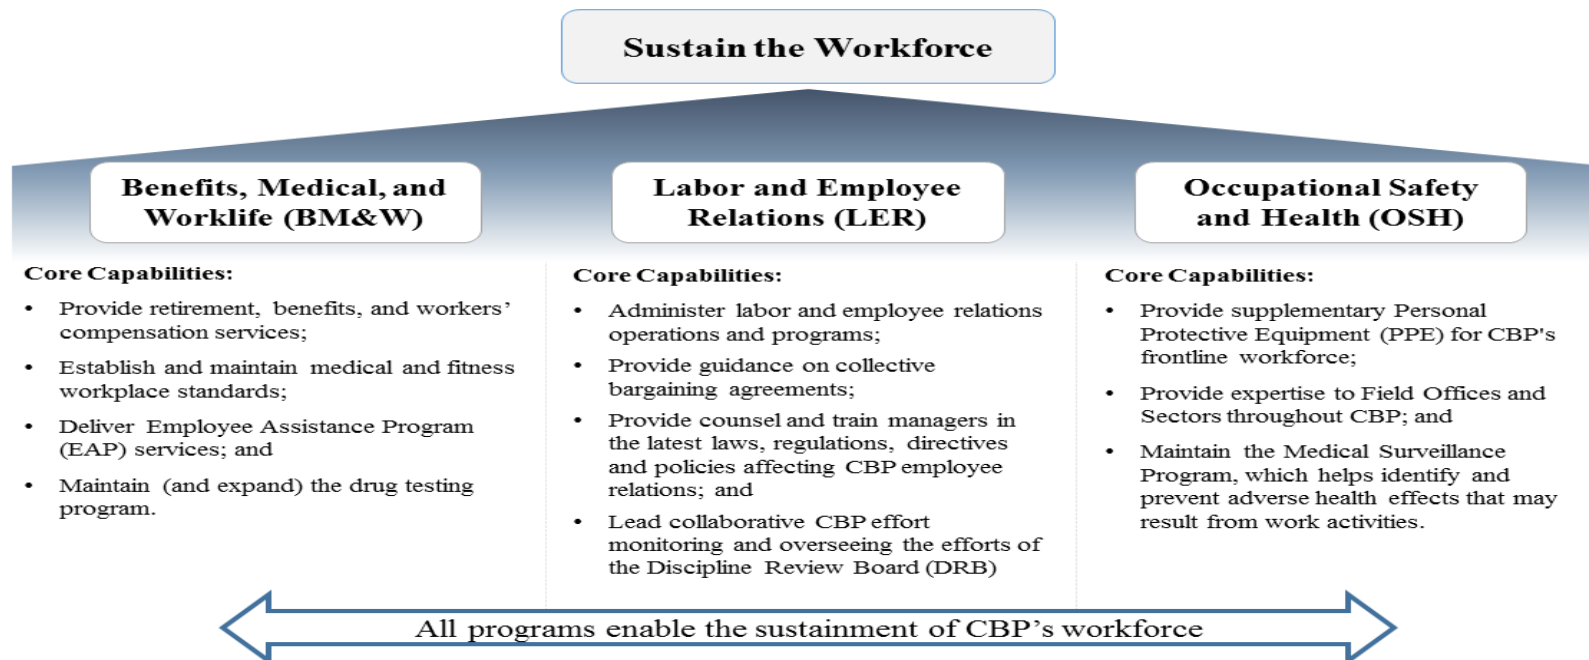 Sustain the Workforce
Benefits, Medical, and
Worklife (BM&W)
Core Capabilities:
• Provide retirement, benefits, and workers’
compensation services;
• Establish and maintain medical and fitness
workplace standards;
• Deliver Employee Assistance Program
(EAP) services; and
• Maintain (and expand) the drug testing
program.
Labor and Employee
Relations (LER)
Core Capabilities:
• Administer labor and employee relations
operations and programs;
• Provide guidance on collective
bargaining agreements;
• Provide counsel and train managers in
the latest laws, regulations, directives
and policies affecting CBP employee
relations; and
• Lead collaborative CBP effort
monitoring and overseeing the efforts of
the Discipline Review Board (DRB)
Occupational Safety
and Health (OSH)
Core Capabilities:
• Provide supplementary Personal
Protective Equipment (PPE) for CBP's
frontline workforce;
• Provide expertise to Field Offices and
Sectors throughout CBP; and
• Maintain the Medical Surveillance
Program, which helps identify and
prevent adverse health effects that may
result from work activities.
All programs enable the sustainment of CBP’s workforce